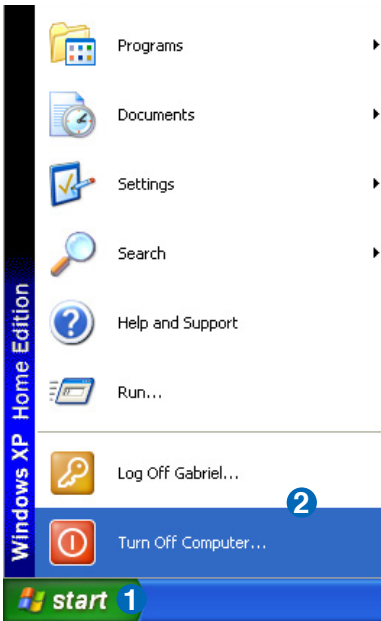 Programs
Documents
Settings
Search
Help and Support
Run...
Log Off Gabriel...
2
Turn Off Computer...
Windows XP Home Edition
start 1